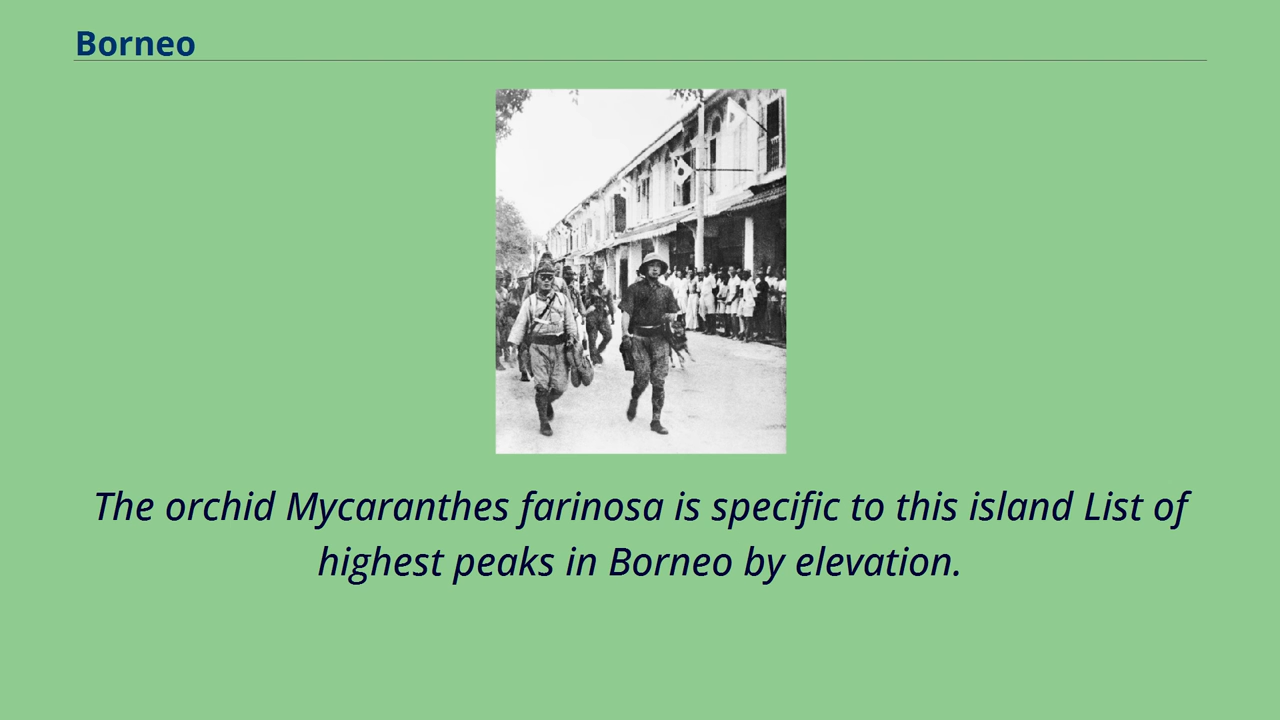 Borneo
The orchid Mycaranthes farinosa is specific to this island List of
highest peaks in Borneo by elevation.